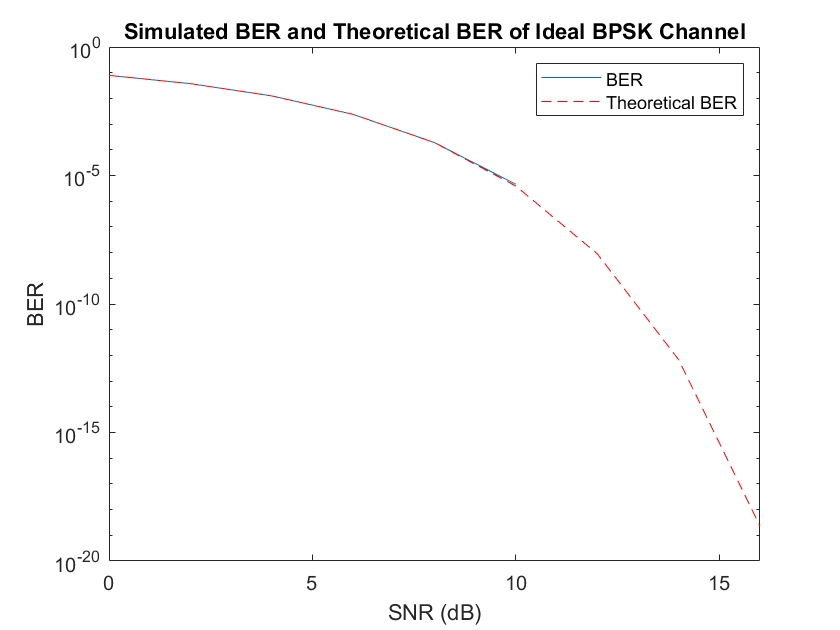 Simulated BER and Theoretical BER of Ideal BPSK Channel
10^0
BER
Theoretical BER
10^-5
BER
10^-10
10^-15
10^-20
0
5
10
15
SNR (dB)